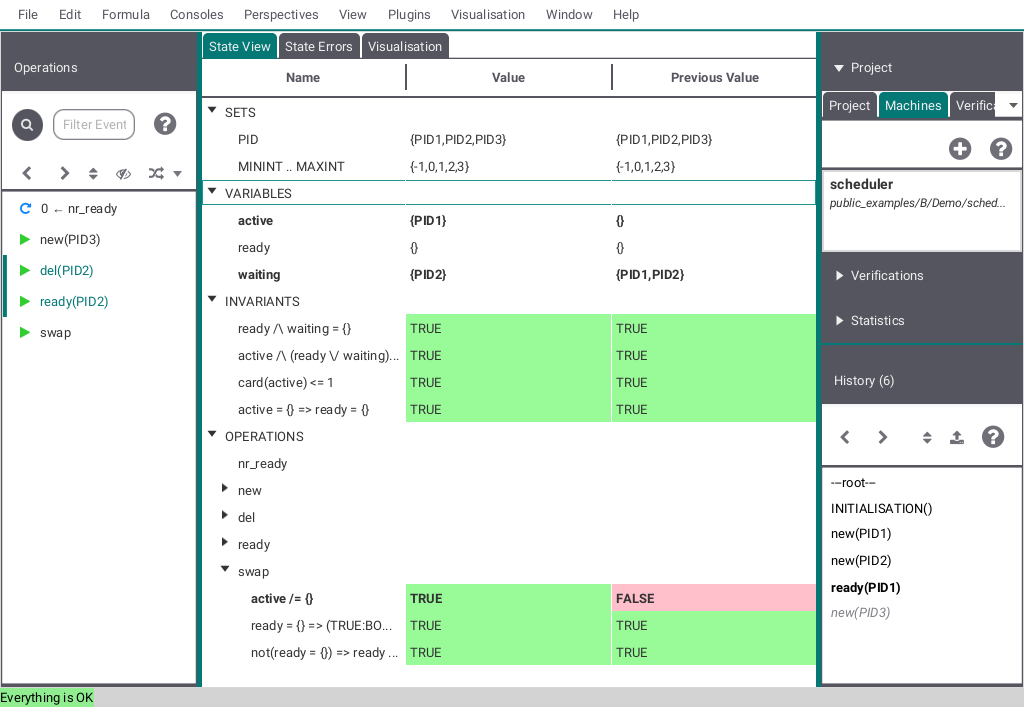 File Edit Formula Consoles Perspectives View Plugins Visualisation Window Help
Operations
Filter Event
0 ← nr_ready
new(PID3)
del(PID2)
ready(PID2)
swap
State View State Errors Visualisation
Name Value Previous Value
SETS
PID {PID1,PID2,PID3} {PID1,PID2,PID3}
MININT .. MAXINT {-1,0,1,2,3} {-1,0,1,2,3}
VARIABLES
active {PID1} {}
ready {} {}
waiting {PID2} {PID1,PID2}
INVARIANTS
ready /\ waiting = {} TRUE TRUE
active /\ (ready \/ waiting)... TRUE TRUE
card(active) <= 1 TRUE TRUE
active = {} => ready = {} TRUE TRUE
OPERATIONS
nr_ready
new
del
ready
swap
active /= {} TRUE FALSE
ready = {} => (TRUE:BO... TRUE TRUE
not(ready = {}) => ready ... TRUE TRUE
Project
Project Machines Verifica
scheduler
public_examples/B/Demo/sched...
Verifications
Statistics
History (6)
---root---
INITIALISATION()
new(PID1)
new(PID2)
ready(PID1)
new(PID3)
Everything is OK